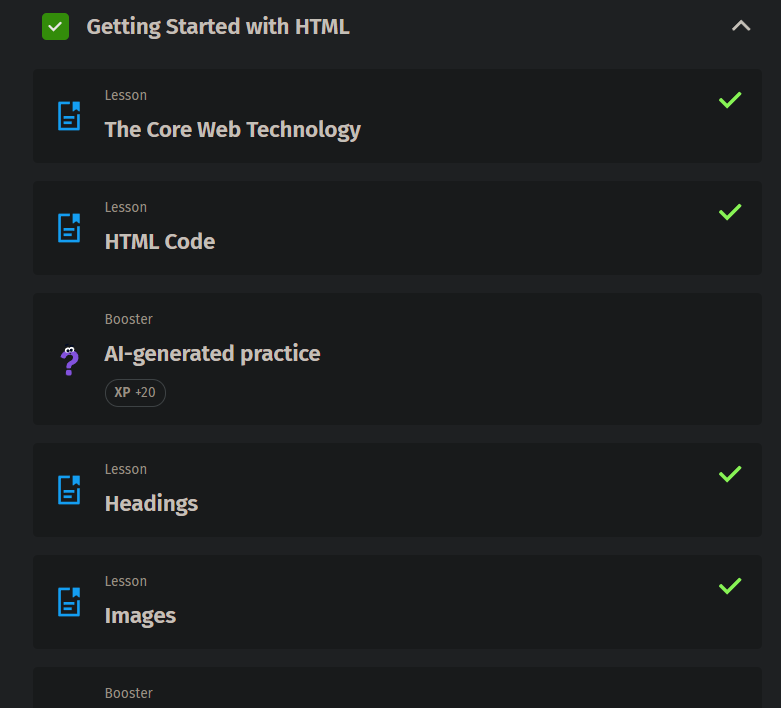 Getting Started with HTML
Lesson
The Core Web Technology
Lesson
HTML Code
Booster
AI-generated practice
XP +20
Lesson
Headings
Lesson
Images
Booster